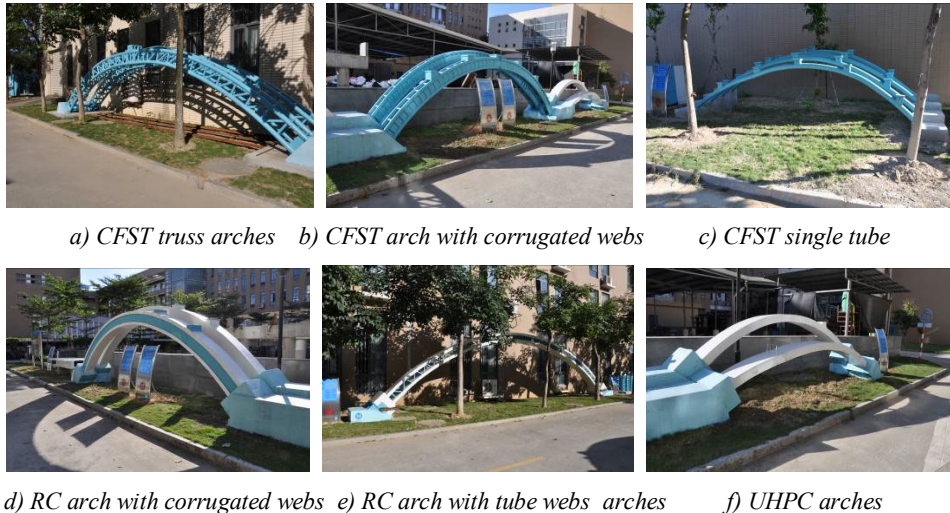 a) CFST truss arches b) CFST arch with corrugated webs c) CFST single tube
d) RC arch with corrugated webs e) RC arch with tube webs arches f) UHPC arches